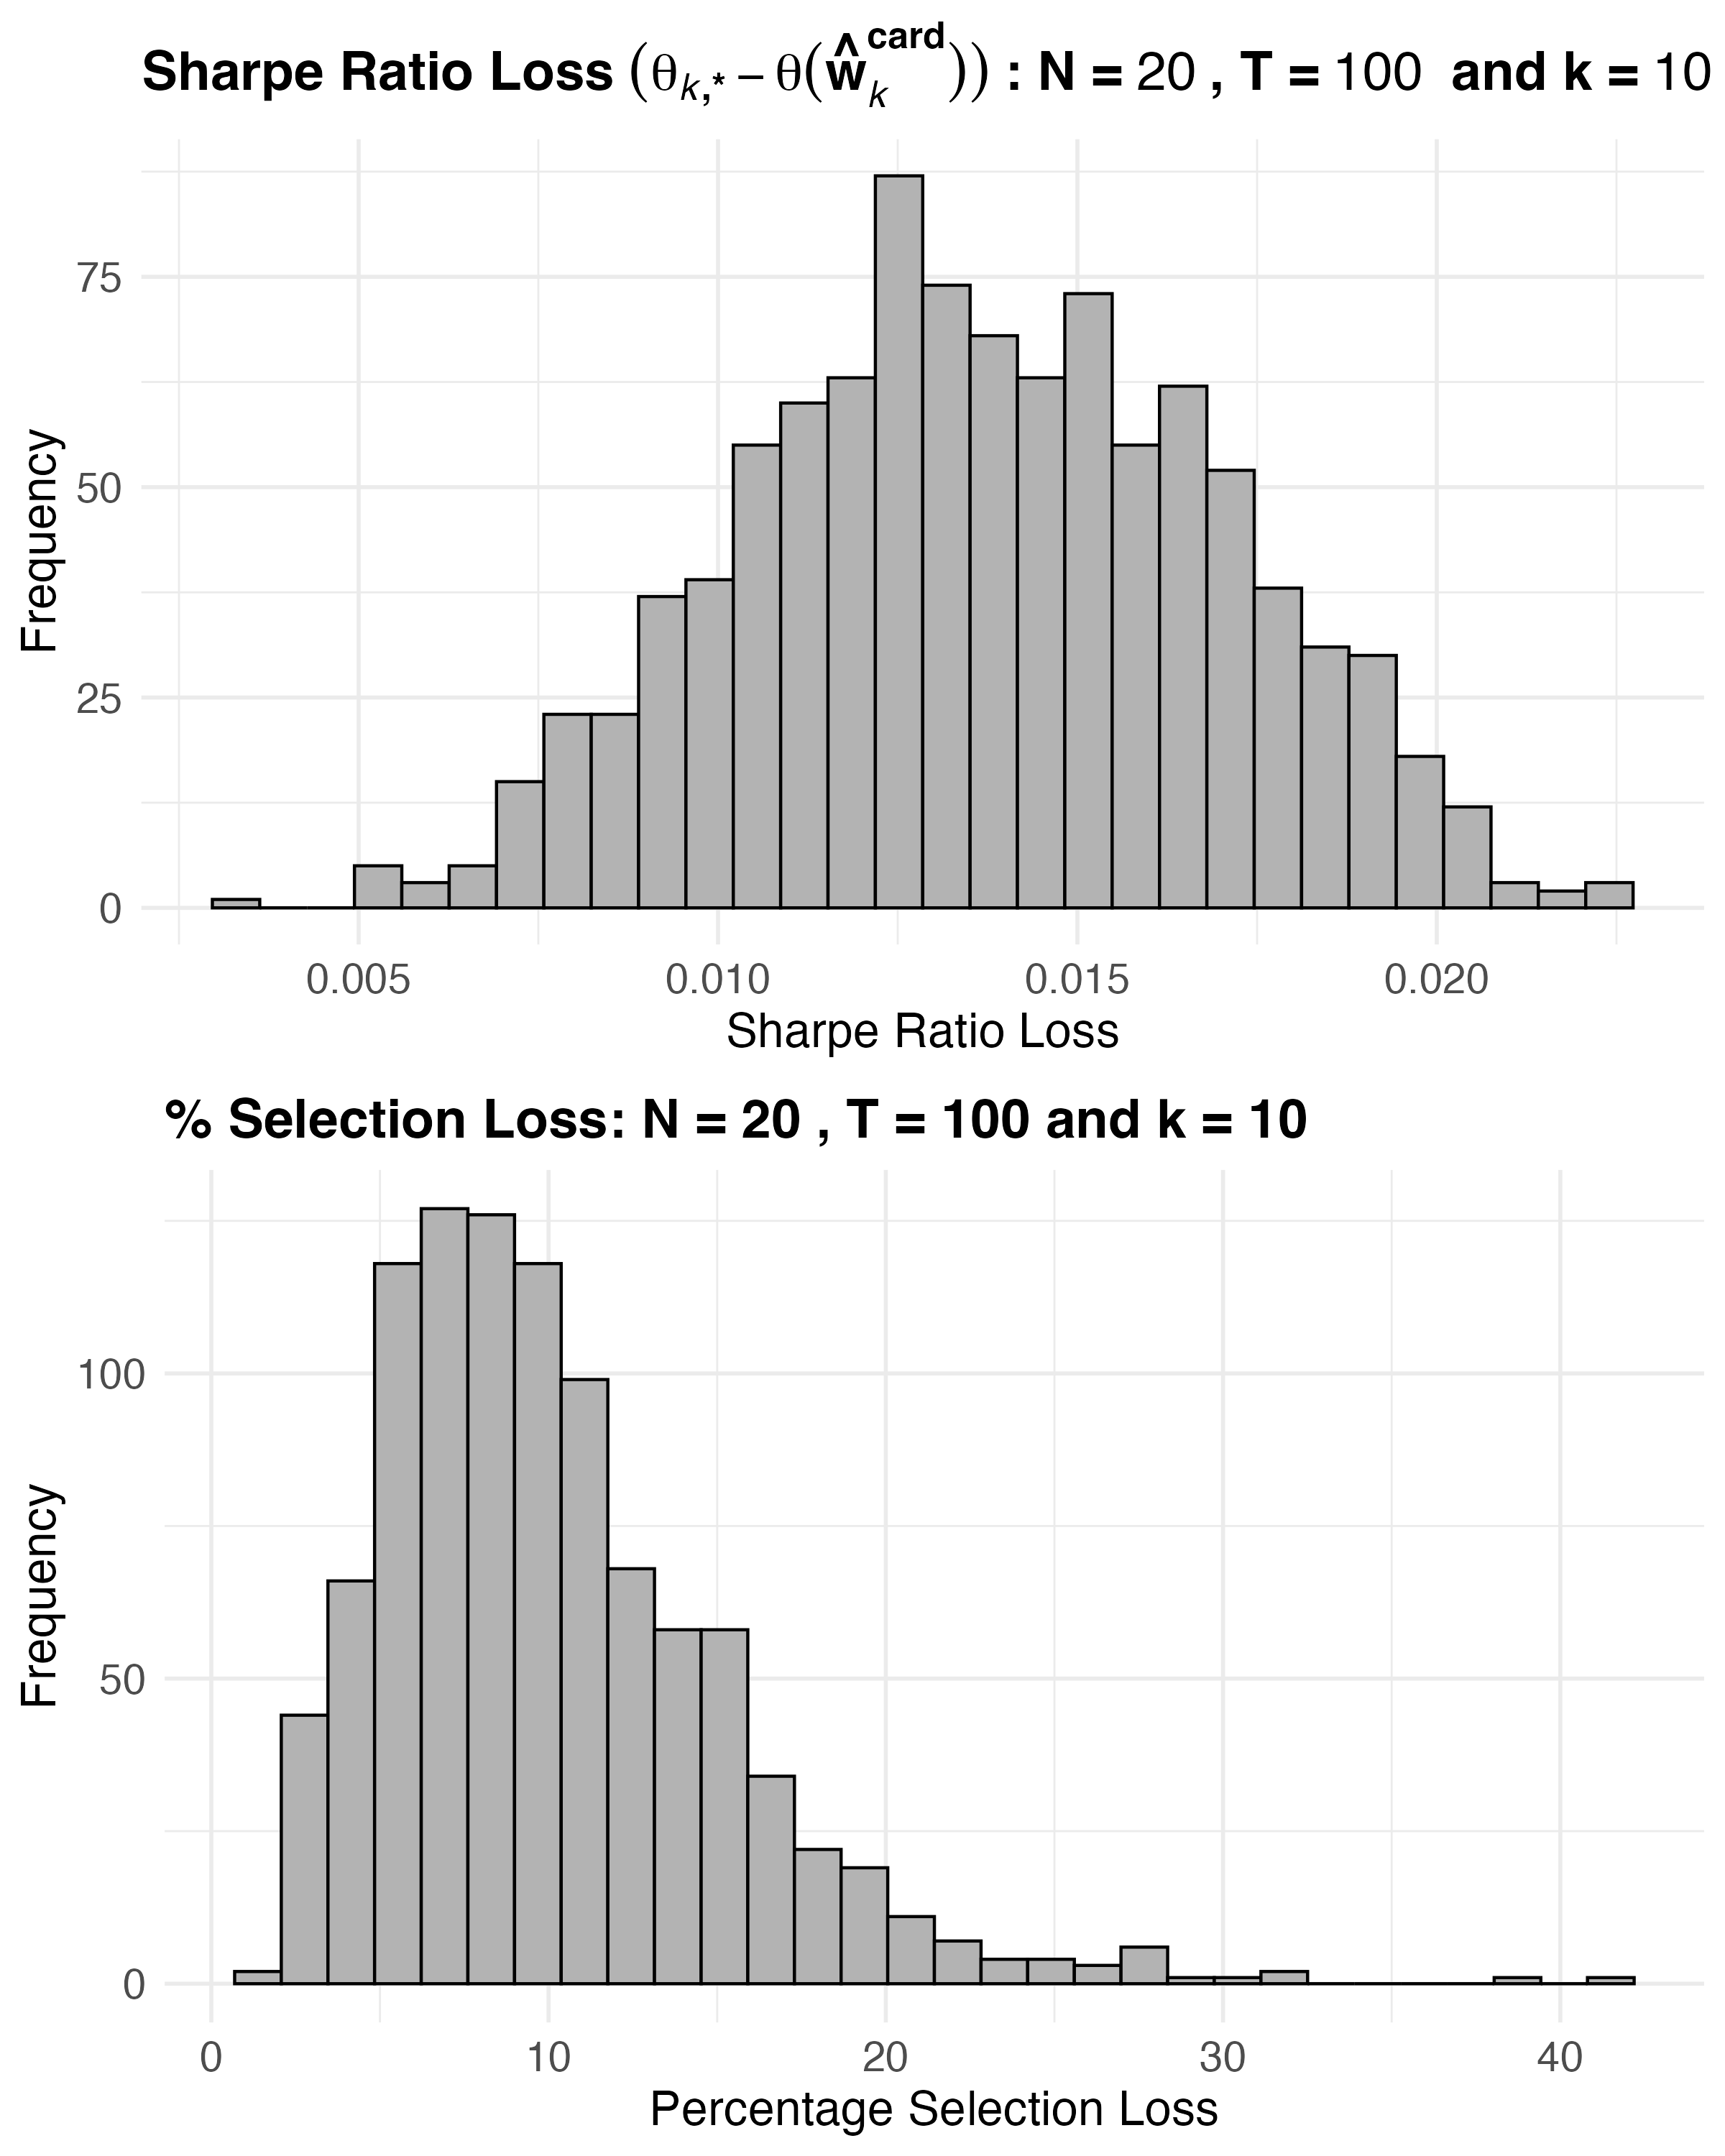 Sharpe Ratio Loss (θk,* − θ(ŵk^card)) : N = 20 , T = 100 and k = 10
75
50
25
0
Frequency
0.005 0.010 0.015 0.020
Sharpe Ratio Loss
% Selection Loss: N = 20 , T = 100 and k = 10
100
50
0
Frequency
0 10 20 30 40
Percentage Selection Loss